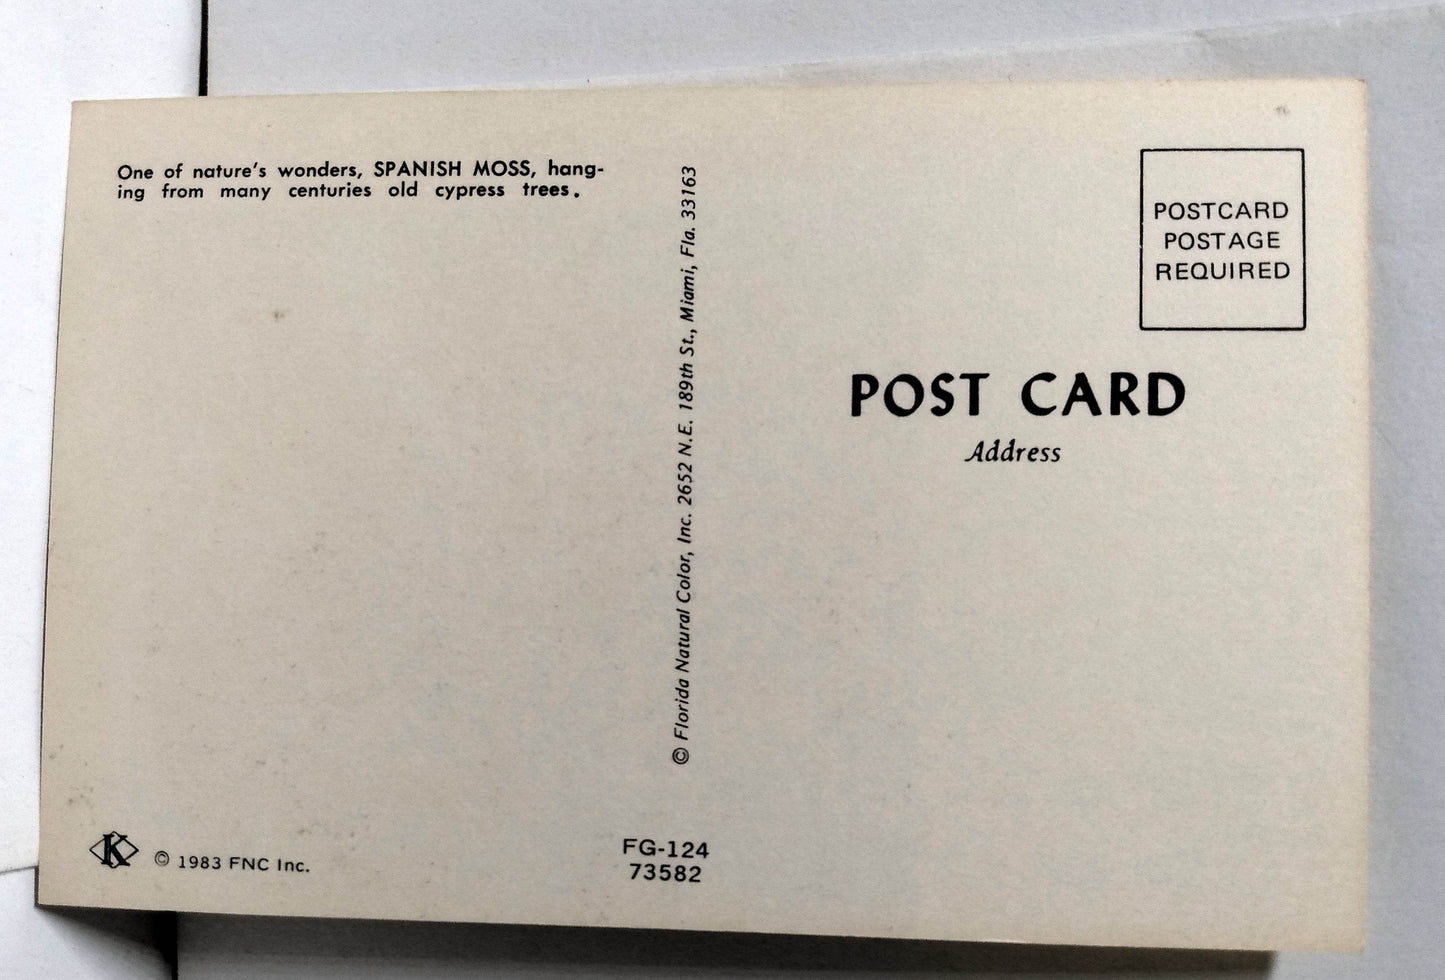 One of nature's wonders, SPANISH MOSS, hang-
ing from many centuries old cypress trees.
© Florida Natural Color, Inc. 2652 N.E. 189th St., Miami, Fla. 33163
POSTCARD
POSTAGE
REQUIRED
POST CARD
Address
K
© 1983 FNC Inc.
FG-124
73582